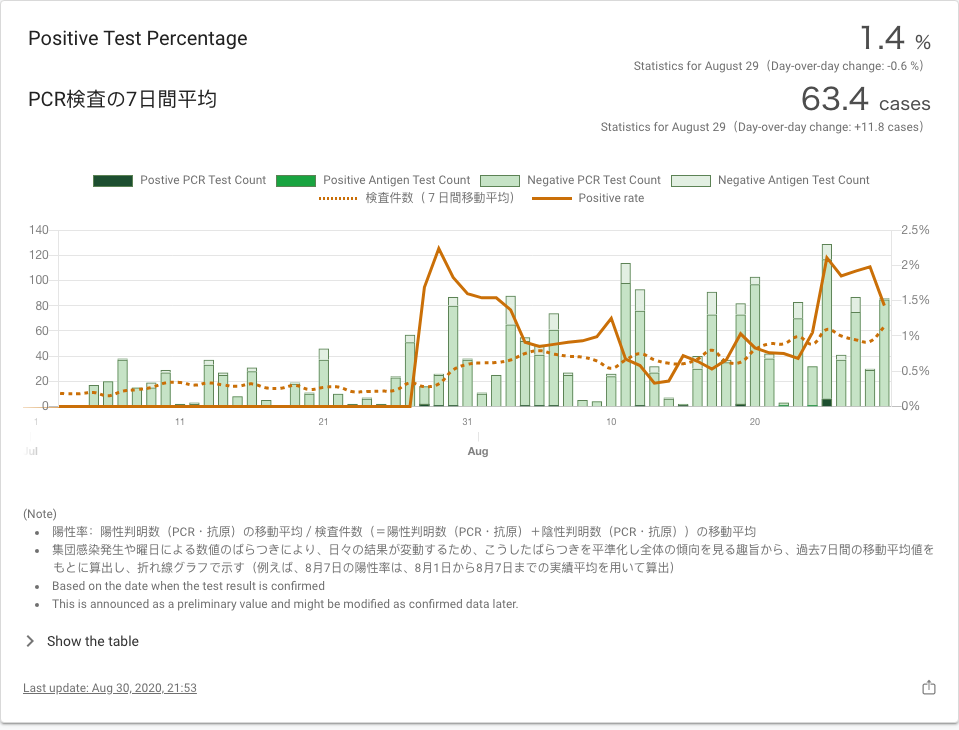 Positive Test Percentage
1.4 %
Statistics for August 29（Day-over-day change: -0.6 %）
PCR検査の7日間平均
63.4 cases
Statistics for August 29（Day-over-day change: +11.8 cases）
Postive PCR Test Count Positive Antigen Test Count Negative PCR Test Count Negative Antigen Test Count
検査件数（７日間移動平均） Positive rate
140 2.5%
120 2%
100
80 1.5%
60 1%
40 0.5%
20
0 0%
1 11 21 31 10 20
Jul Aug
(Note)
陽性率：陽性判明数（PCR・抗原）の移動平均 / 検査件数（＝陽性判明数（PCR・抗原）＋陰性判明数（PCR・抗原））の移動平均
集団感染発生や曜日による数値のばらつきにより、日々の結果が変動するため、こうしたばらつきを平準化し全体の傾向を見る趣旨から、過去7日間の移動平均値を
もとに算出し、折れ線グラフで示す（例えば、8月7日の陽性率は、8月1日から8月7日までの実績平均を用いて算出）
Based on the date when the test result is confirmed
This is announced as a preliminary value and might be modified as confirmed data later.
Show the table
Last update: Aug 30, 2020, 21:53